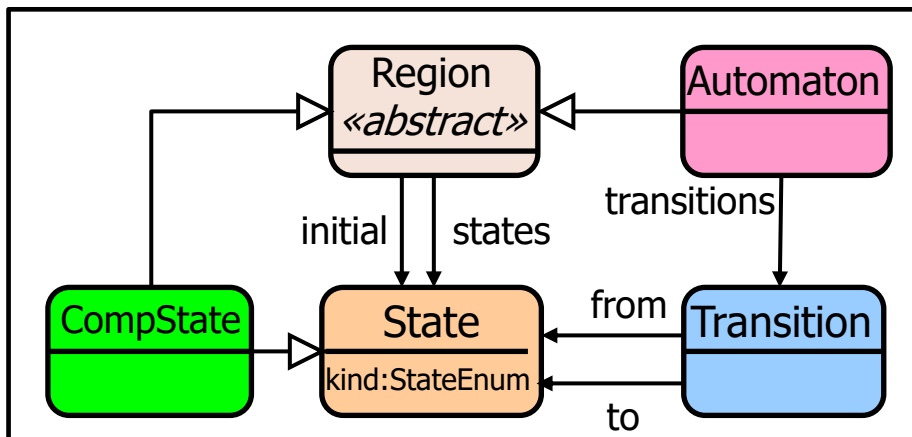 Region
«abstract»
Automaton
transitions
initial
states
CompState
State
kind:StateEnum
from
to
Transition